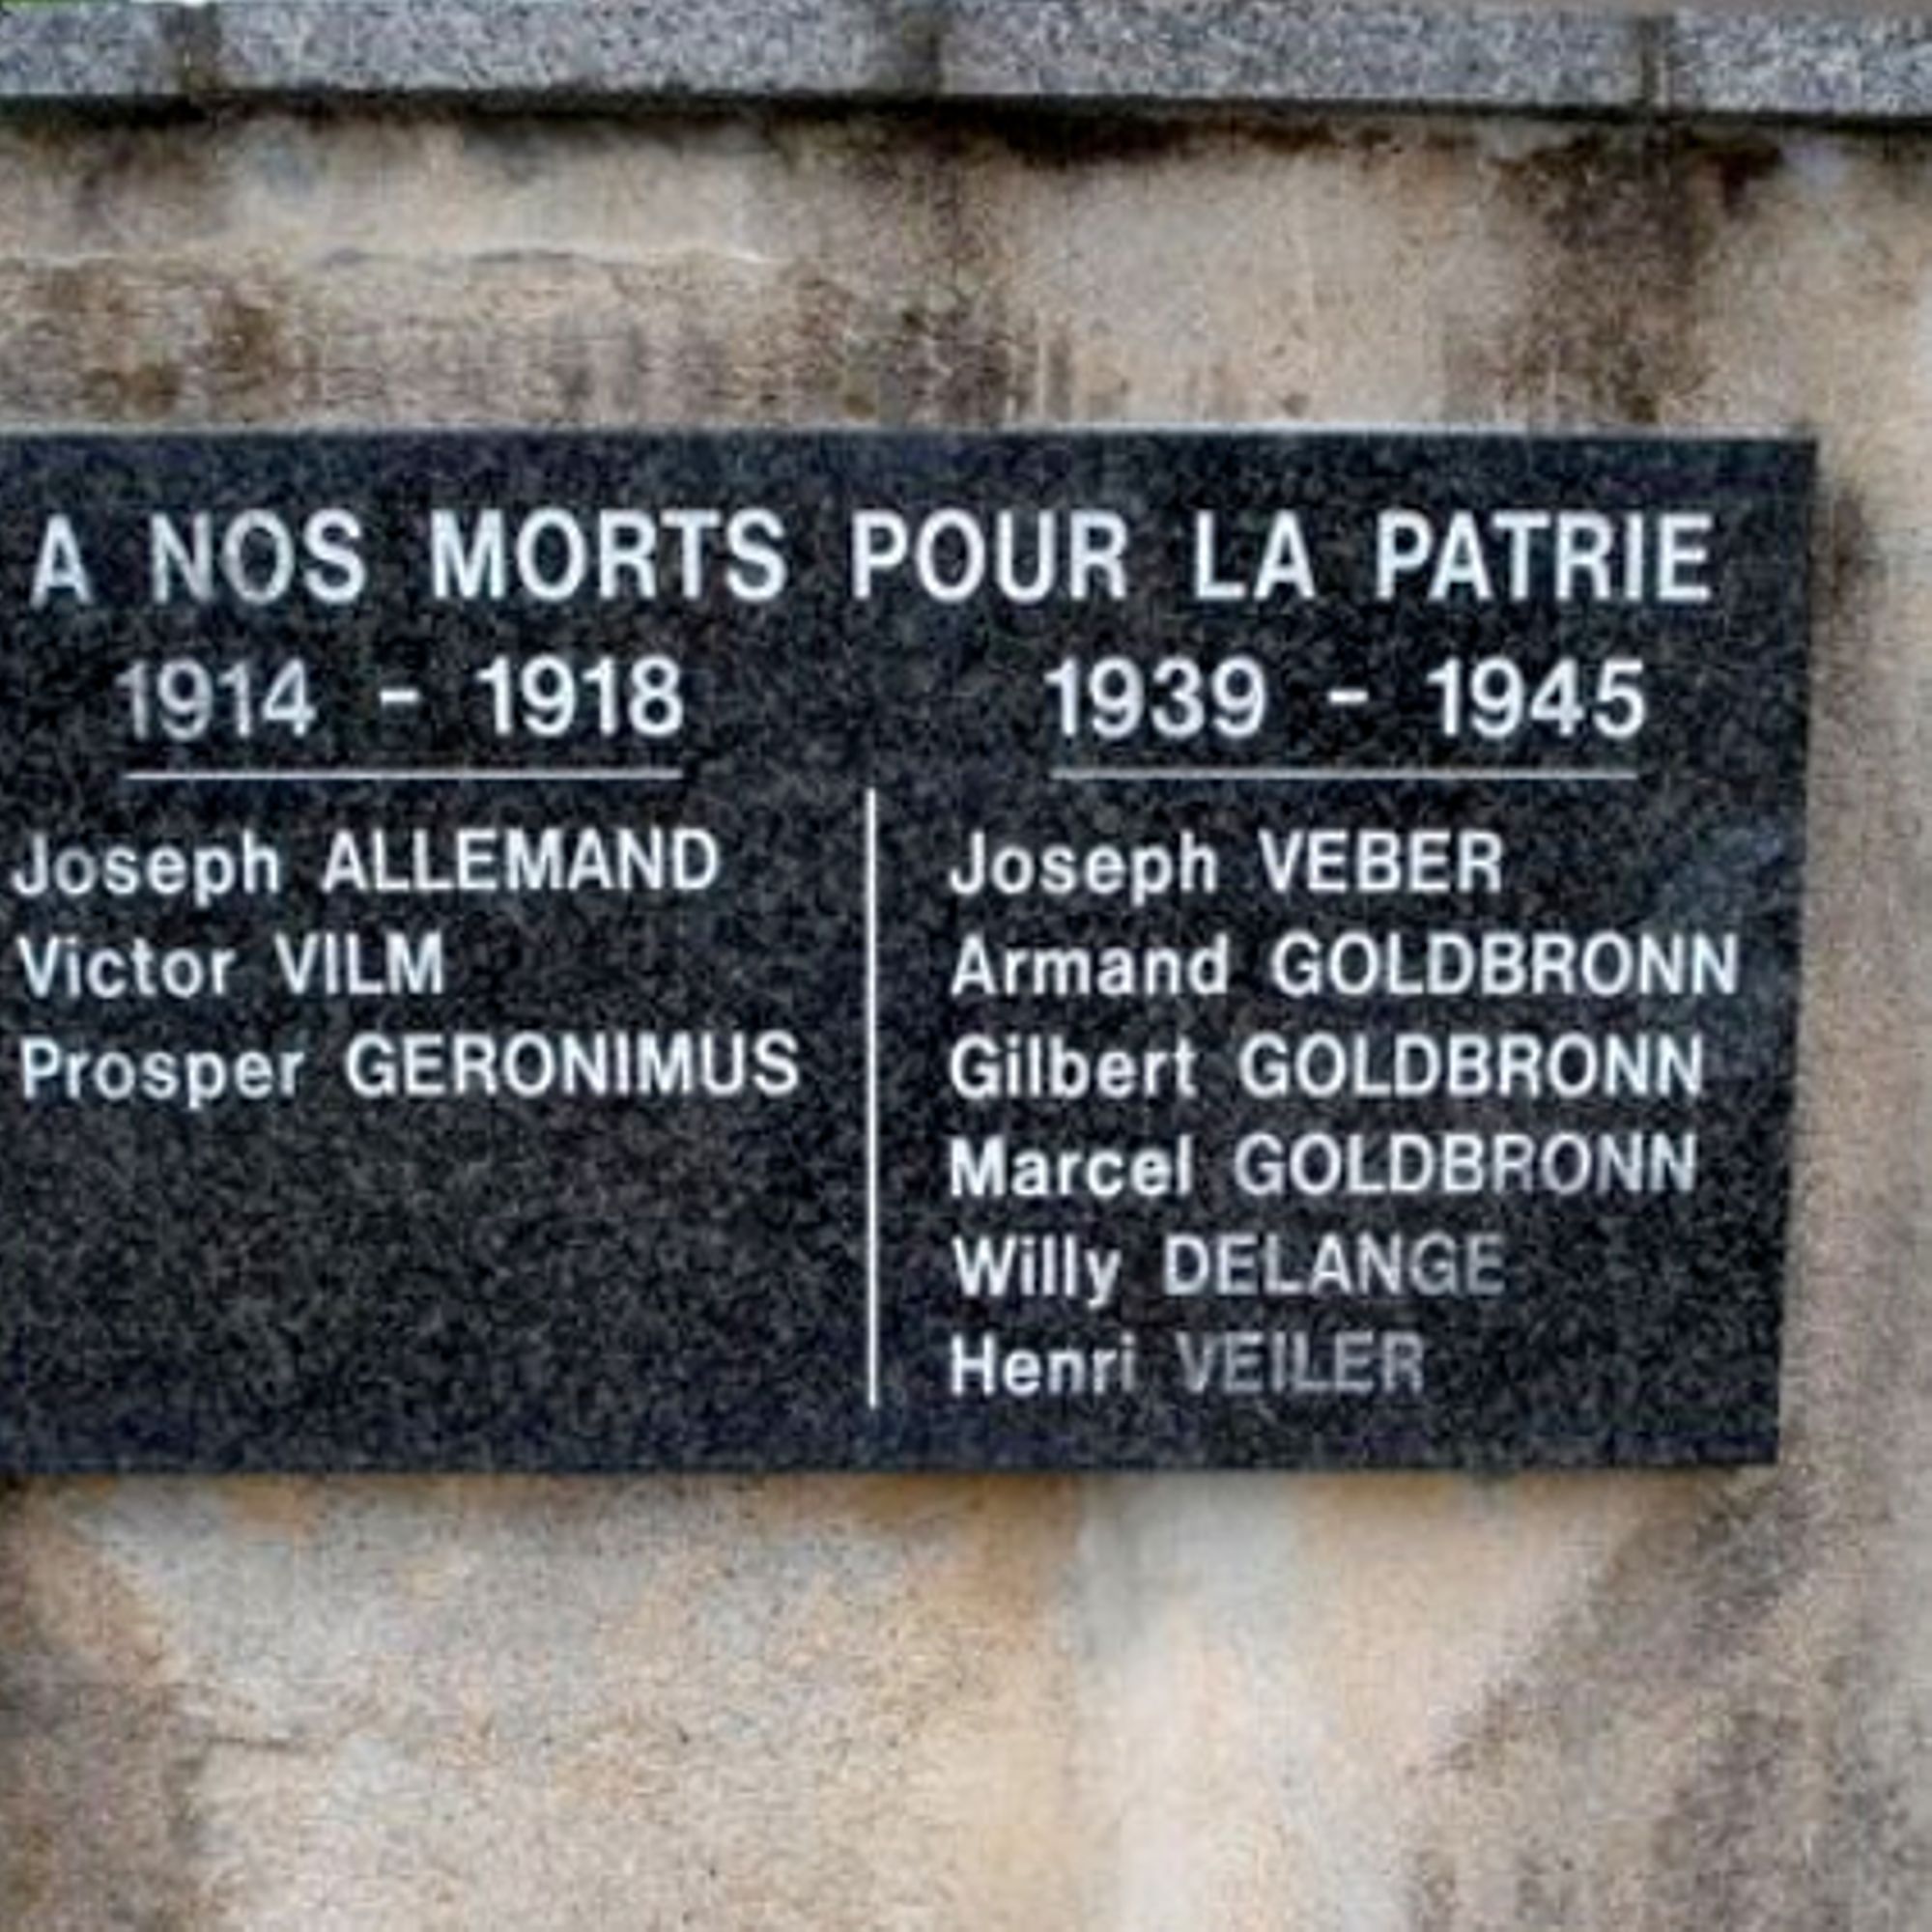 A NOS MORTS POUR LA PATRIE
1914 - 1918
Joseph ALLEMAND
Victor VILM
Prosper GERONIMUS
1939 - 1945
Joseph VEBER
Armand GOLDBRONN
Gilbert GOLDBRONN
Marcel GOLDBRONN
Willy DELANGE
Henri VEILER